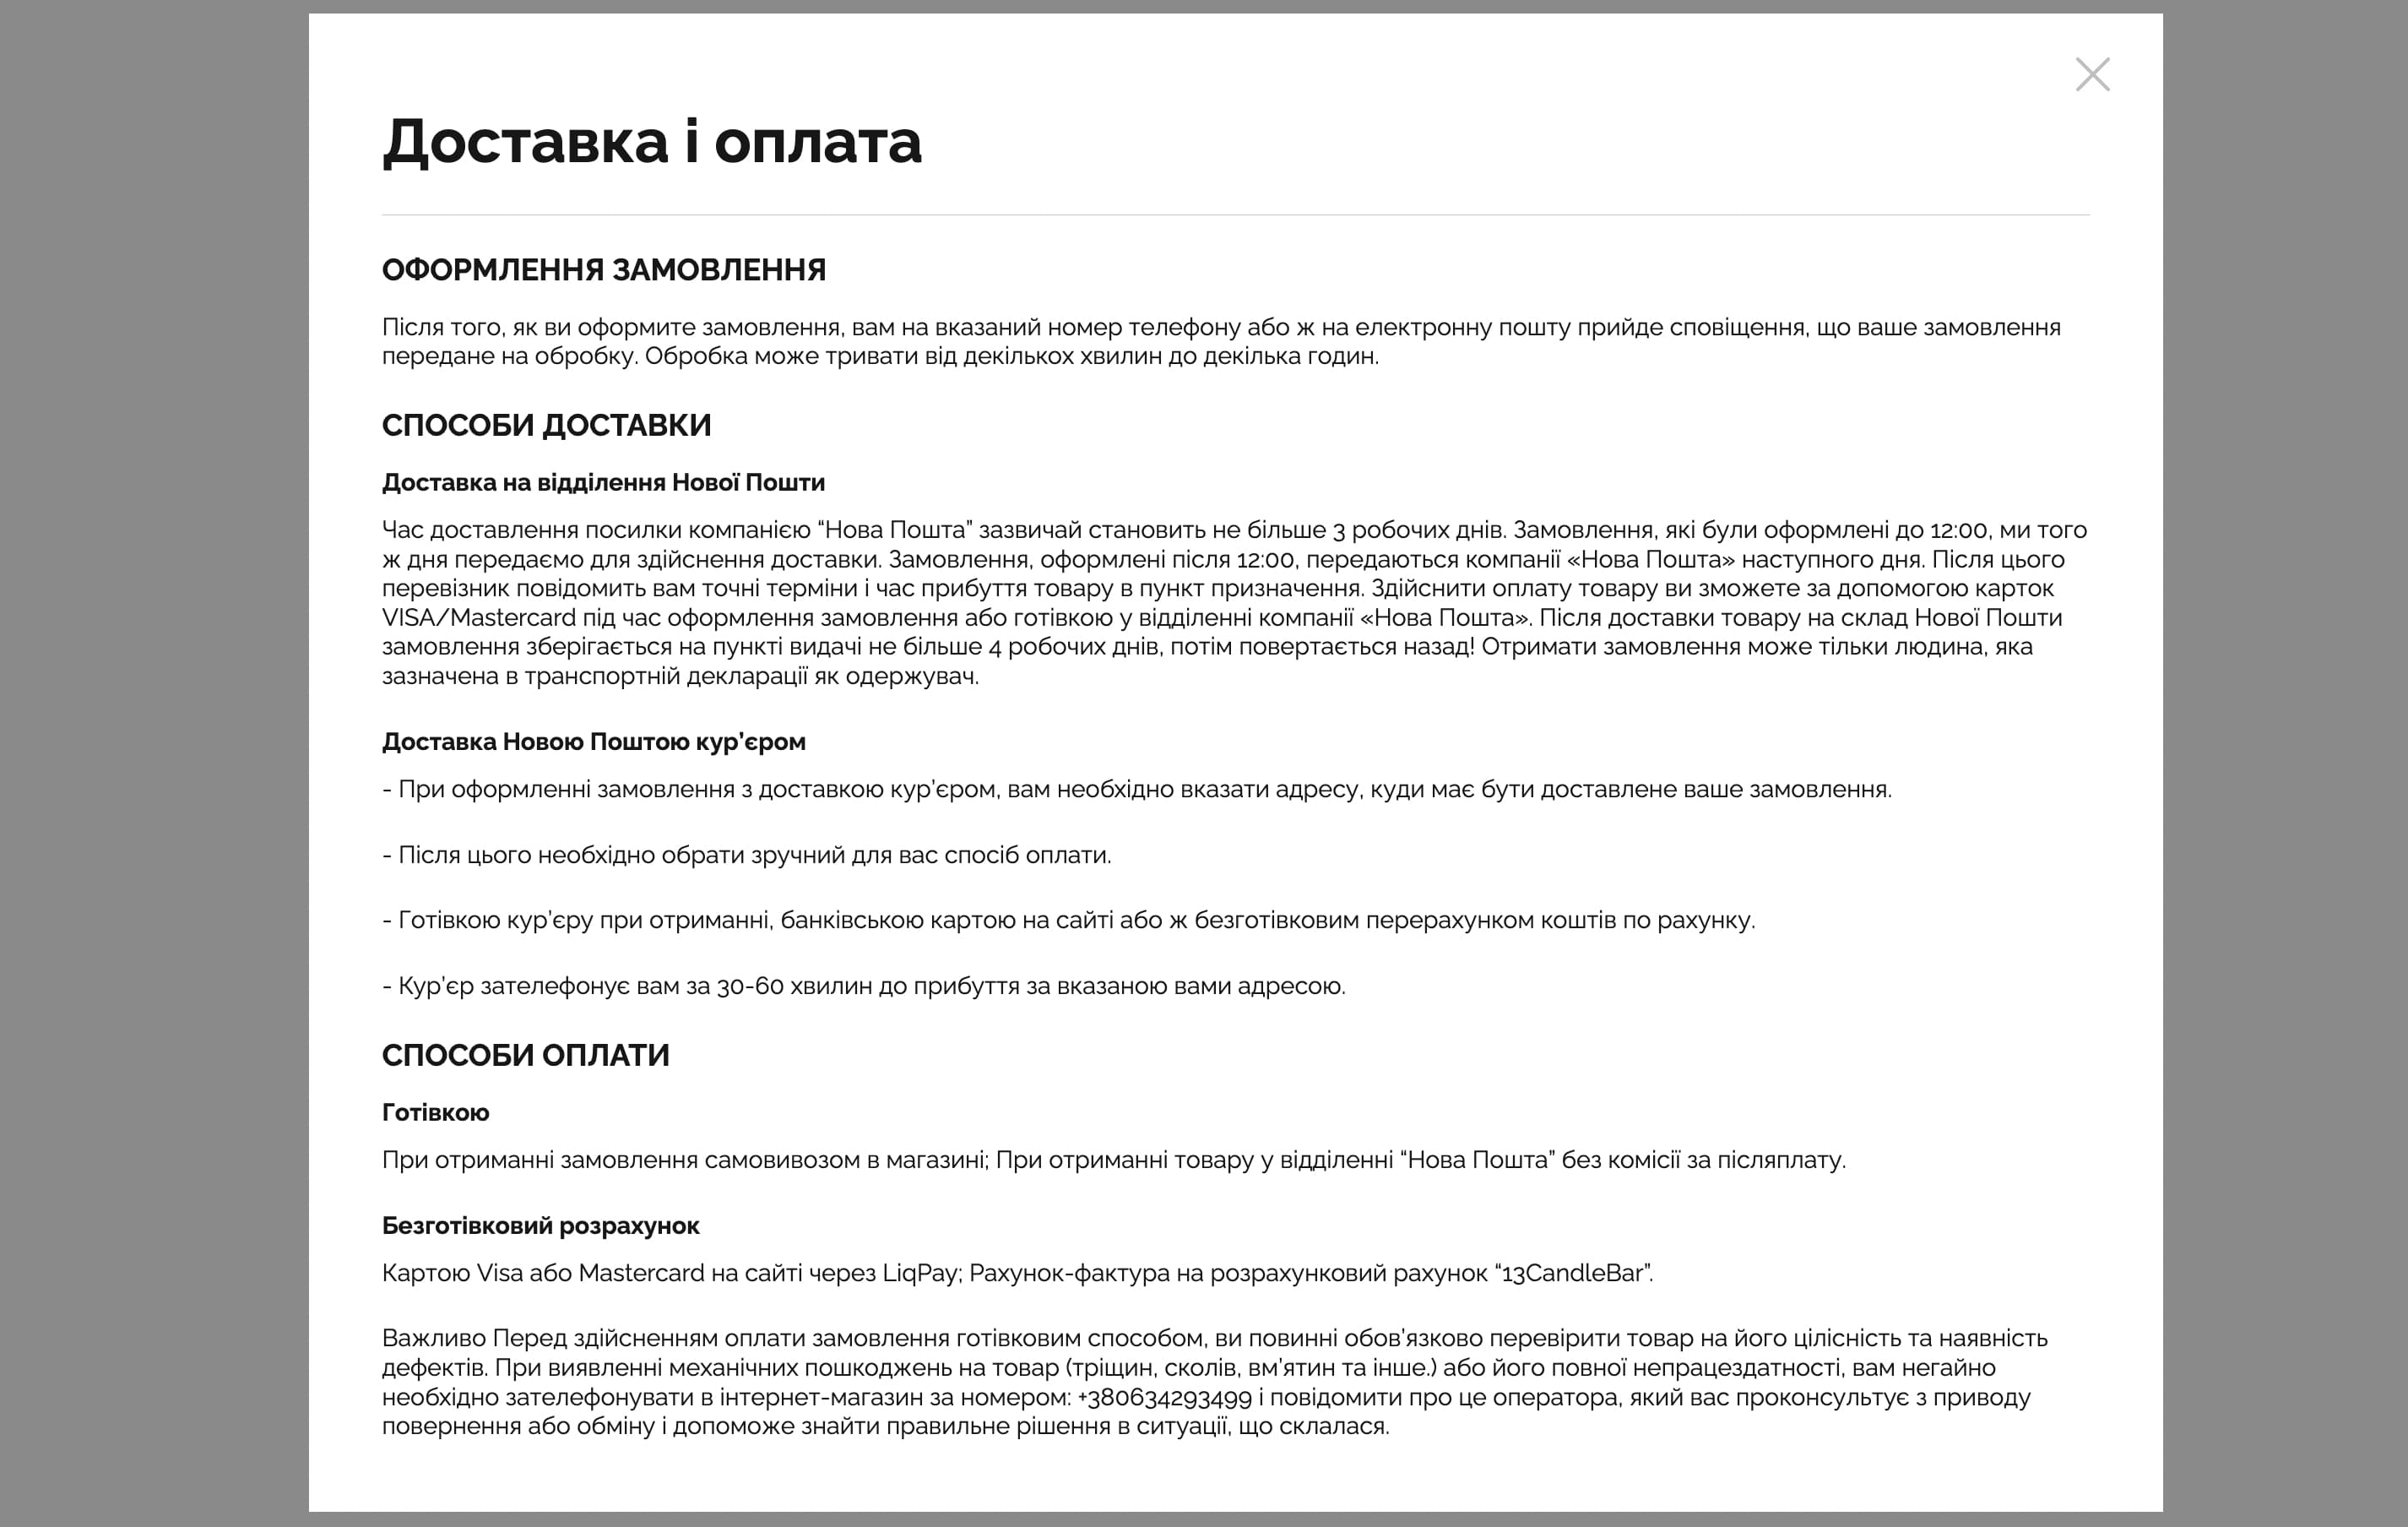 Доставка і оплата
ОФОРМЛЕННЯ ЗАМОВЛЕННЯ
Після того, як ви оформите замовлення, вам на вказаний номер телефону або ж на електронну пошту прийде сповіщення, що ваше замовлення
передане на обробку. Обробка може тривати від декількох хвилин до декілька годин.
СПОСОБИ ДОСТАВКИ
Доставка на відділення Нової Пошти
Час доставлення посилки компанією “Нова Пошта” зазвичай становить не більше 3 робочих днів. Замовлення, які були оформлені до 12:00, ми того
ж дня передаємо для здійснення доставки. Замовлення, оформлені після 12:00, передаються компанії «Нова Пошта» наступного дня. Після цього
перевізник повідомить вам точні терміни і час прибуття товару в пункт призначення. Здійснити оплату товару ви зможете за допомогою карток
VISA/Mastercard під час оформлення замовлення або готівкою у відділенні компанії «Нова Пошта». Після доставки товару на склад Нової Пошти
замовлення зберігається на пункті видачі не більше 4 робочих днів, потім повертається назад! Отримати замовлення може тільки людина, яка
зазначена в транспортній декларації як одержувач.
Доставка Новою Поштою кур’єром
- При оформленні замовлення з доставкою кур’єром, вам необхідно вказати адресу, куди має бути доставлене ваше замовлення.
- Після цього необхідно обрати зручний для вас спосіб оплати.
- Готівкою кур’єру при отриманні, банківською картою на сайті або ж безготівковим перерахунком коштів по рахунку.
- Кур’єр зателефонує вам за 30-60 хвилин до прибуття за вказаною вами адресою.
СПОСОБИ ОПЛАТИ
Готівкою
При отриманні замовлення самовивозом в магазині; При отриманні товару у відділенні “Нова Пошта” без комісії за післяплату.
Безготівковий розрахунок
Картою Visa або Mastercard на сайті через LiqPay; Рахунок-фактура на розрахунковий рахунок “13CandleBar”.
Важливо Перед здійсненням оплати замовлення готівковим способом, ви повинні обов’язково перевірити товар на його цілісність та наявність
дефектів. При виявленні механічних пошкоджень на товар (тріщин, сколів, вм’ятин та інше.) або його повної непрацездатності, вам негайно
необхідно зателефонувати в інтернет-магазин за номером: +380634293499 і повідомити про це оператора, який вас проконсультує з приводу
повернення або обміну і допоможе знайти правильне рішення в ситуації, що склалася.